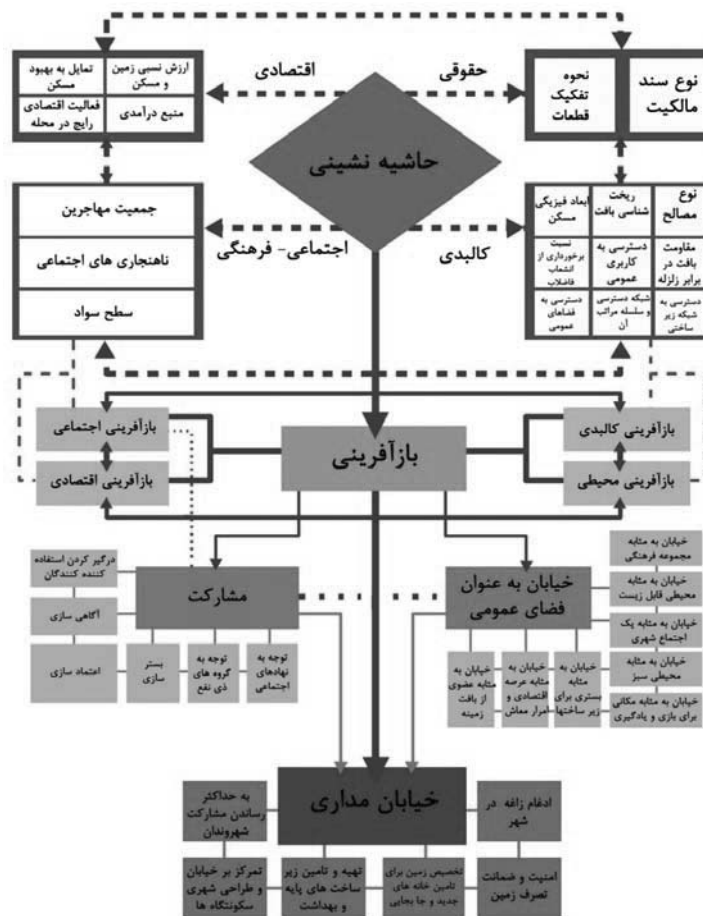 حقوقی
اقتصادی
نوع سند
مالکیت
نحوه
تفکیک
قطعات
ارزش نسبی زمین
و مسکن
تمایل به بهبود
مسکن
منبع درآمدی
فعالیت اقتصادی
رایج در محله
حاشیه نشینی
کالبدی
اجتماعی- فرهنگی
نوع
مصالح
ریخت
شناسی بافت
ابعاد فیزیکی
مسکن
مقاومت
بافت در
برابر زلزله
دسترسی به
کاربری
عمومی
نسبت
برخورداری از
انشعاب
فاضلاب
دسترسی به
شبکه زیر
ساختی
شبکه دسترسی
و سلسله مراتب
آن
دسترسی به
فضاهای
عمومی
جمعیت مهاجرین
ناهنجاری های اجتماعی
سطح سواد
بازآفرینی کالبدی
بازآفرینی محیطی
بازآفرینی
بازآفرینی اجتماعی
بازآفرینی اقتصادی
خیابان به عنوان
فضای عمومی
خیابان به مثابه
مجموعه فرهنگی
خیابان به مثابه
محیطی قابل زیست
خیابان به مثابه یک
اجتماع شهری
خیابان به مثابه
محیطی سبز
خیابان به مثابه مکانی
برای بازی و یادگیری
خیابان به
مثابه
بستری برای
زیر ساختها
خیابان به
مثابه عرصه
اقتصادی و
امرار معاش
خیابان به
مثابه عضوی
از بافت
زمینه
مشارکت
درگیر کردن استفاده
کننده کنندگان
آگاهی سازی
اعتماد سازی
توجه به
نهادهای
اجتماعی
توجه به
گروه های
ذی نفع
بستر
سازی
خیابان مداری
ادغام زاغه در
شهر
به حداکثر
رساندن مشارکت
شهروندان
امنیت و ضمانت
تصرف زمین
تخصیص زمین برای
تامین خانه های
جدید و جا بجایی
تهیه و تامین زیر
ساخت های پایه
و بهداشت
تمرکز بر خیابان
و طراحی شهری
سکونتگاه ها